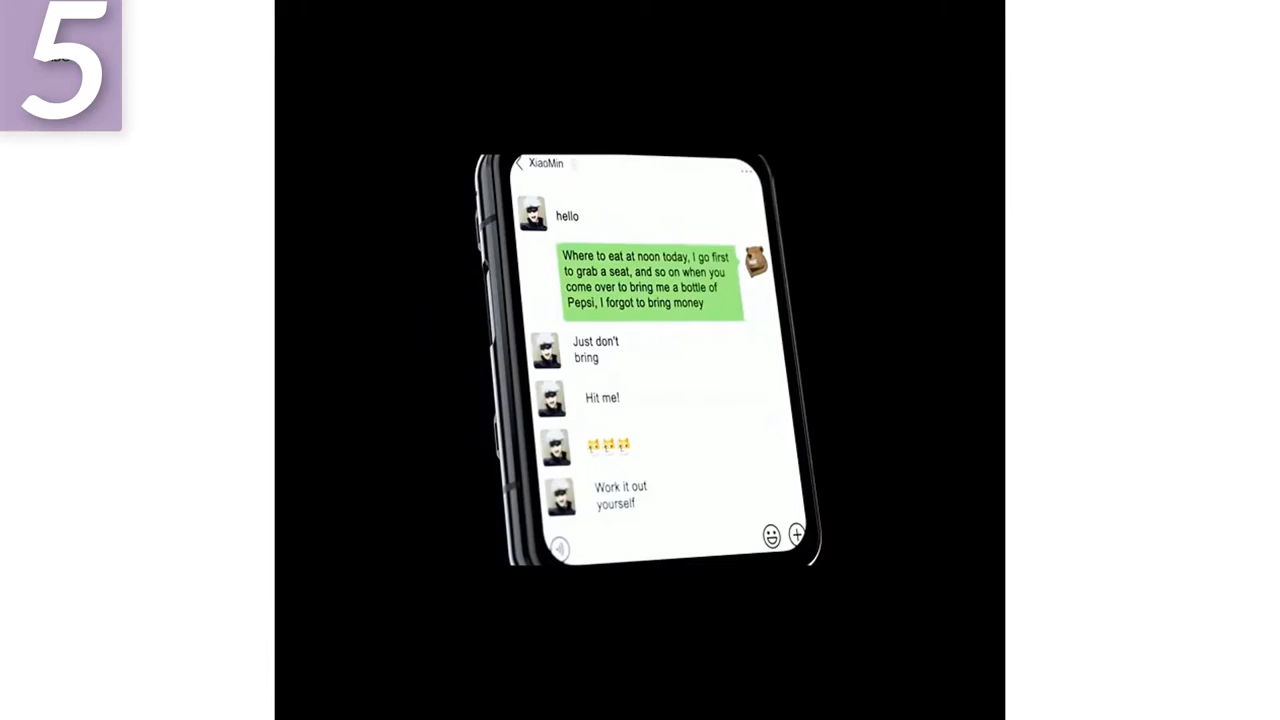 5
XiaoMin
hello
Where to eat at noon today, I go first
to grab a seat, and so on when you
come over to bring me a bottle of
Pepsi, I forgot to bring money
Just don't
bring
Hit me!
Work it out
yourself